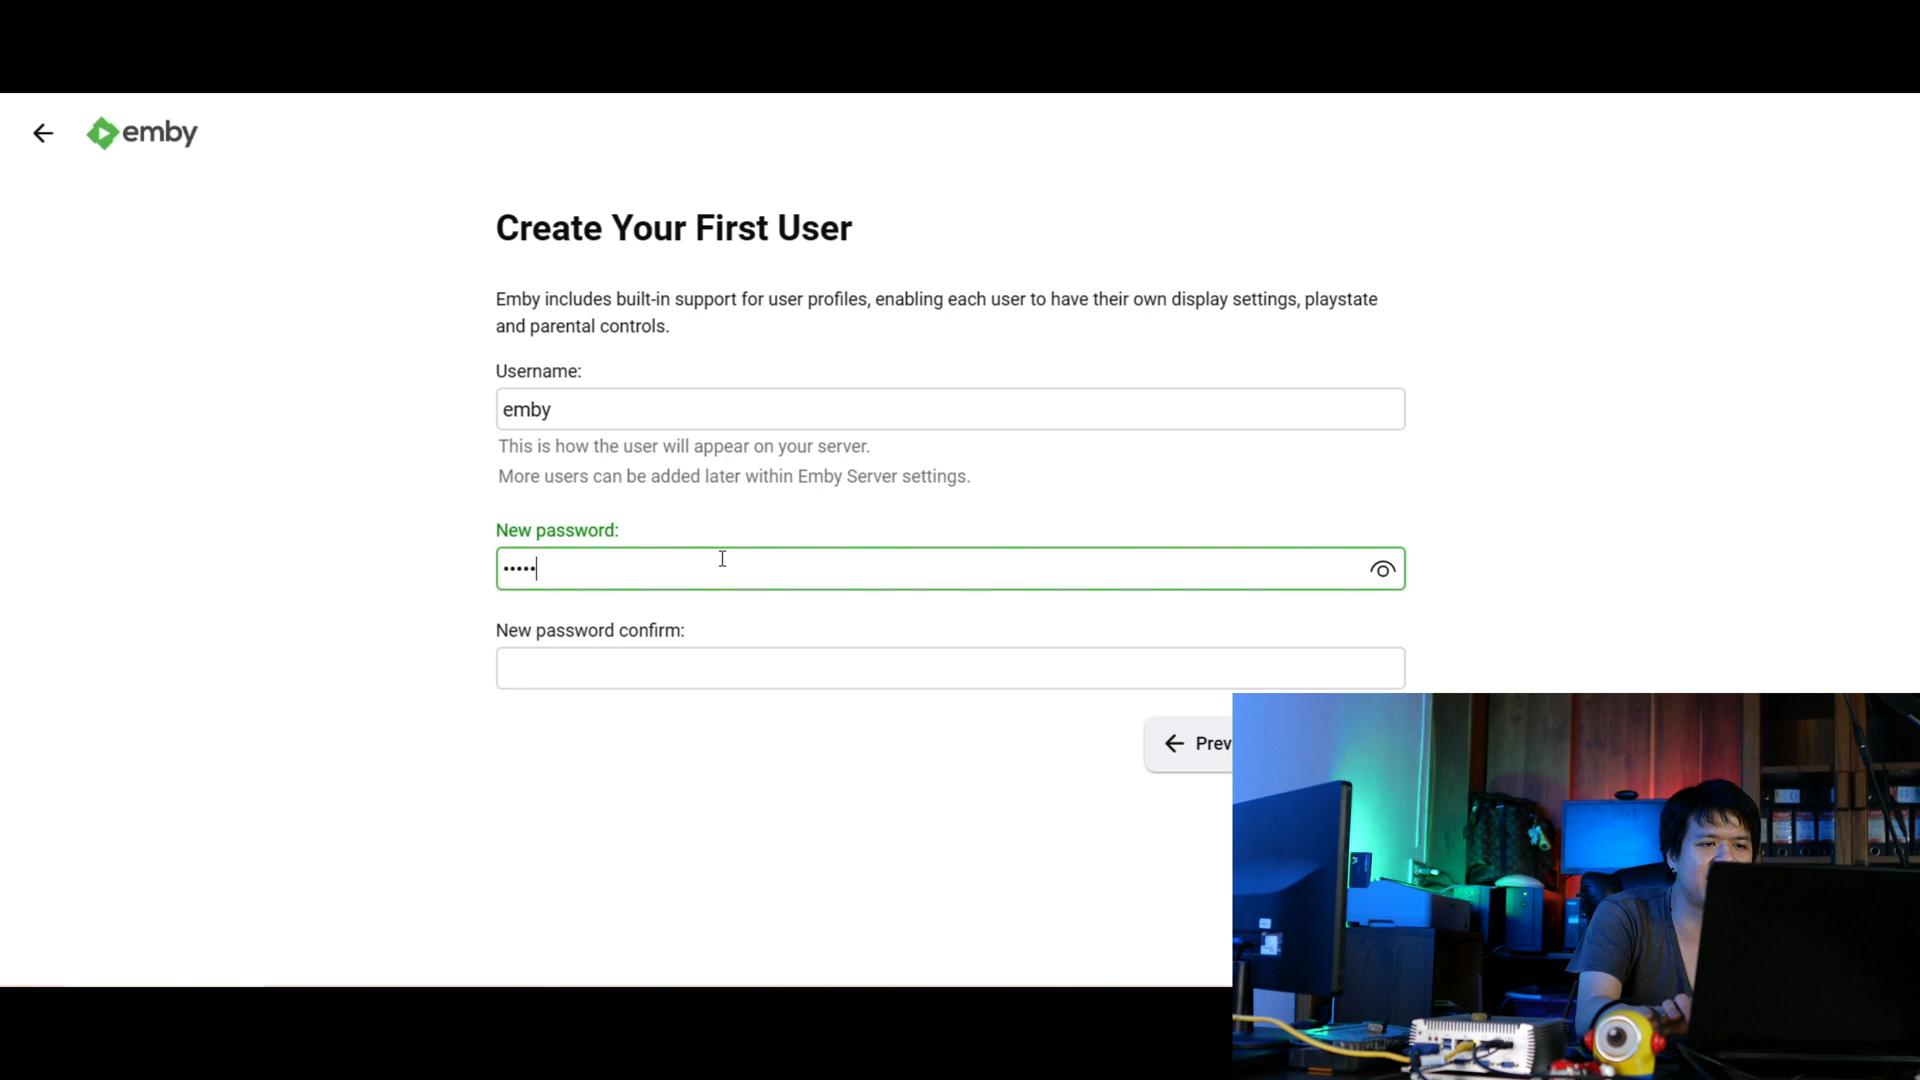 emby
Create Your First User
Emby includes built-in support for user profiles, enabling each user to have their own display settings, playstate
and parental controls.
Username:
emby
This is how the user will appear on your server.
More users can be added later within Emby Server settings.
New password:
•••••
New password confirm:
Prev